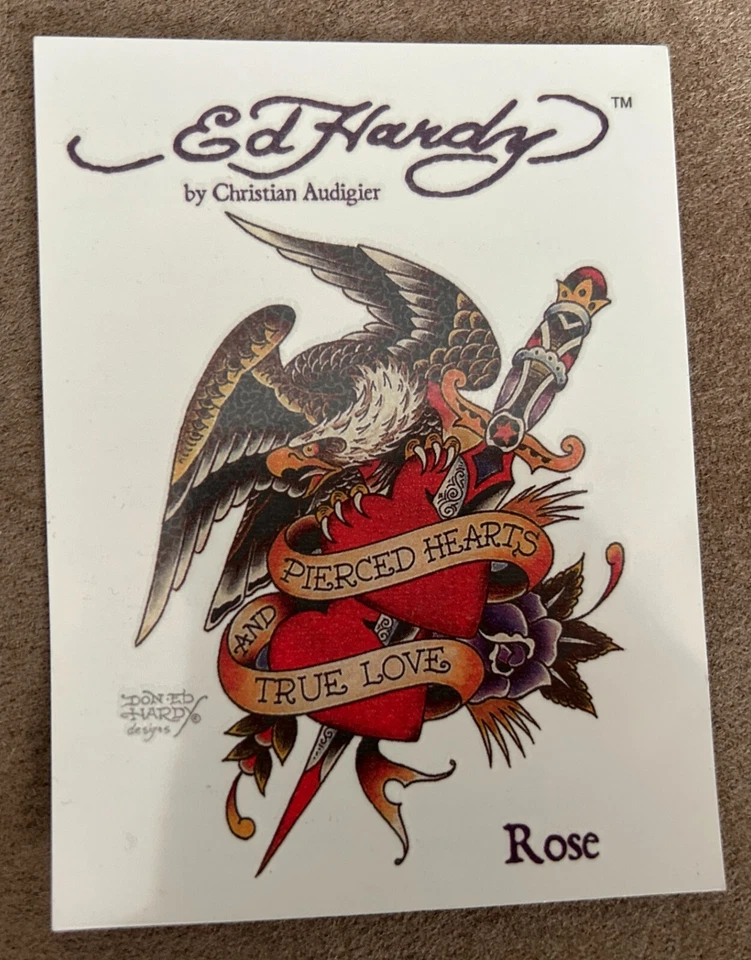 Ed Hardy™
by Christian Audigier
PIERCED HEARTS
AND
TRUE LOVE
DON ED
HARDY©
designs
Rose